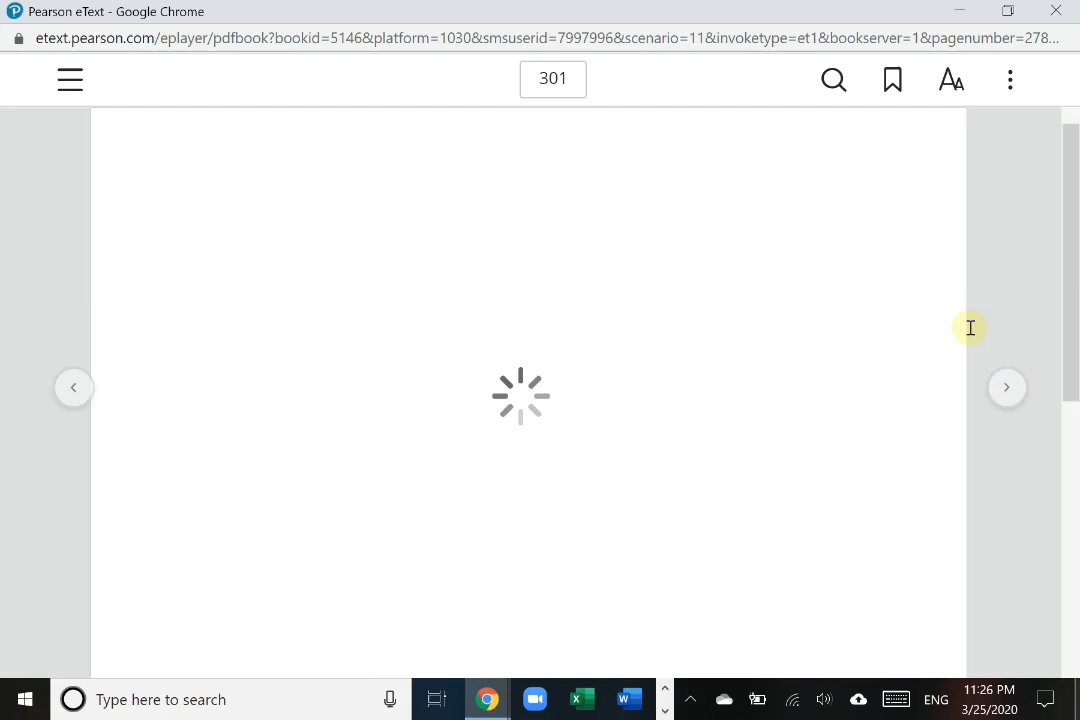 Pearson eText - Google Chrome
etext.pearson.com/eplayer/pdfbook?bookid=5146&platform=1030&smsuserid=7997996&scenario=11&invoketype=et1&bookserver=1&pagenumber=278...
301
AA
Type here to search
ENG
11:26 PM
3/25/2020